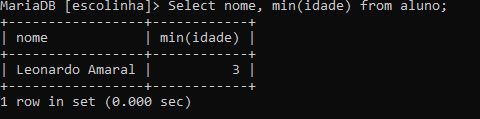 MariaDB [escolinha]> Select nome, min(idade) from aluno;
+-----------------+------------+
| nome            | min(idade) |
+-----------------+------------+
| Leonardo Amaral |          3 |
+-----------------+------------+
1 row in set (0.000 sec)